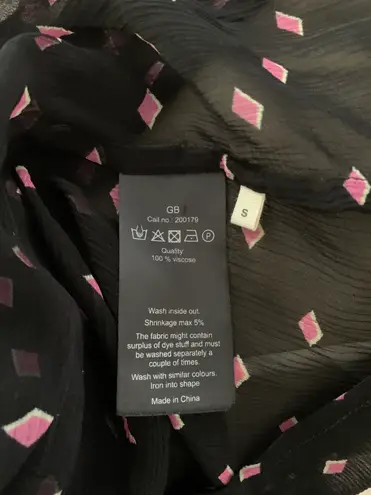 GB
Call no.: 200179
P
Quality
100 % viscose
S
Wash inside out.
Shrinkage max 5%
The fabric might contain
surplus of dye stuff and must
be washed separately a
couple of times.
Wash with similar colours.
Iron into shape
Made in China